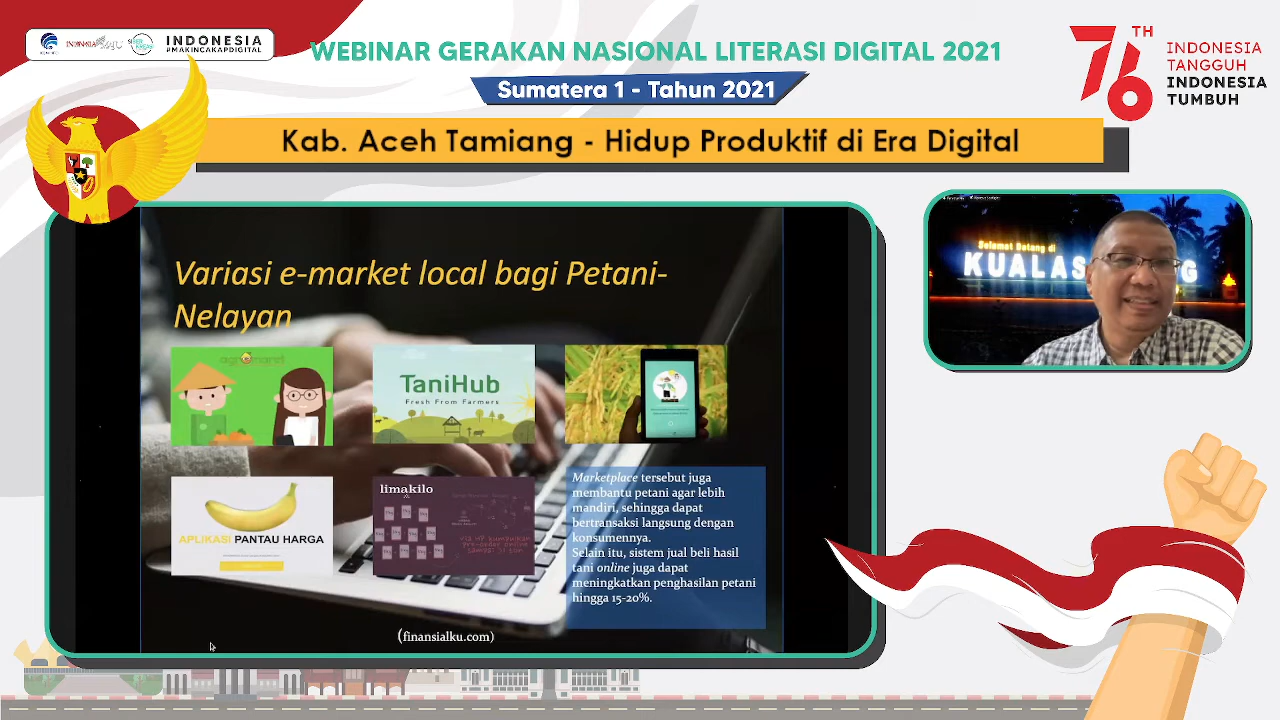 INDONESIA
#MAKINCAKAPDIGITAL
WEBINAR GERAKAN NASIONAL LITERASI DIGITAL 2021
Sumatera 1 - Tahun 2021
Kab. Aceh Tamiang - Hidup Produktif di Era Digital
76 TH
INDONESIA
TANGGUH
INDONESIA
TUMBUH
Variasi e-market local bagi Petani-
Nelayan
TaniHub
Fresh From Farmers
APLIKASI PANTAU HARGA
limakilo
Marketplace tersebut juga
membantu petani agar lebih
mandiri, sehingga dapat
bertransaksi langsung dengan
konsumennya.
Selain itu, sistem jual beli hasil
tani online juga dapat
meningkatkan penghasilan petani
hingga 15-20%.
(finansialku.com)
Selamat Datang di
KUALAS
G